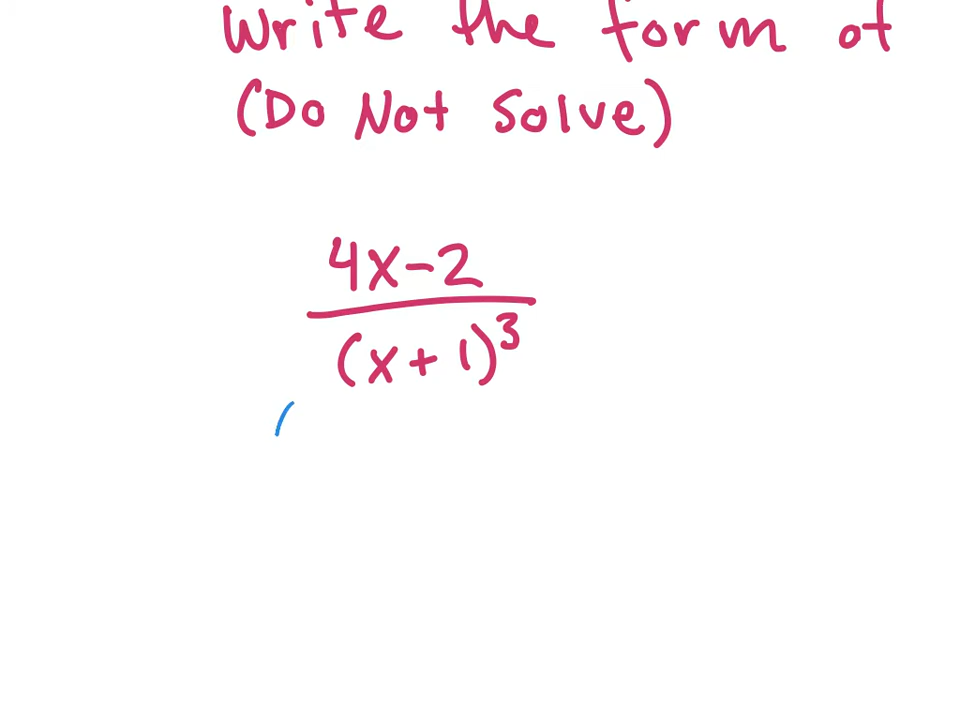 Write the form of
(Do Not Solve)
4x-2
(x+1)^3